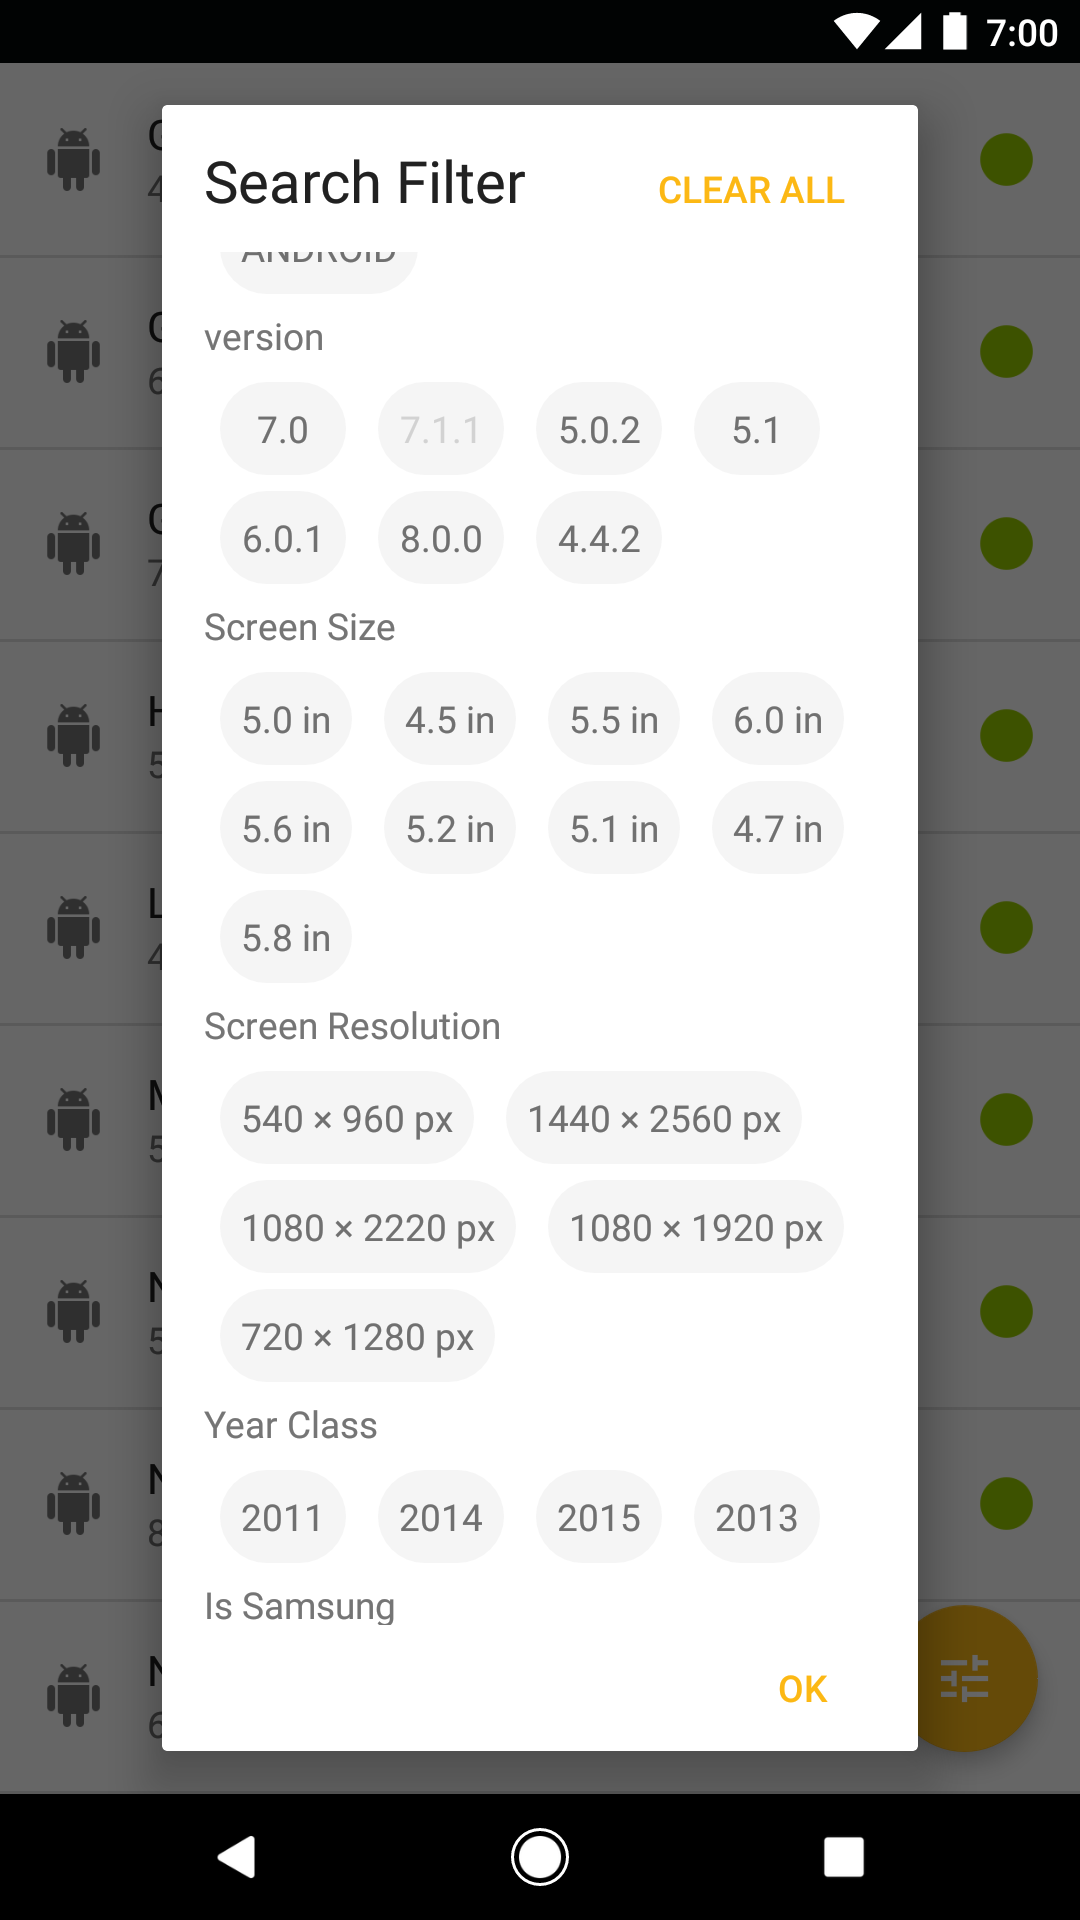 7:00
Search Filter
CLEAR ALL
ANDROID
version
7.0 7.1.1 5.0.2 5.1
6.0.1 8.0.0 4.4.2
Screen Size
5.0 in 4.5 in 5.5 in 6.0 in
5.6 in 5.2 in 5.1 in 4.7 in
5.8 in
Screen Resolution
540 × 960 px 1440 × 2560 px
1080 × 2220 px 1080 × 1920 px
720 × 1280 px
Year Class
2011 2014 2015 2013
Is Samsung
OK